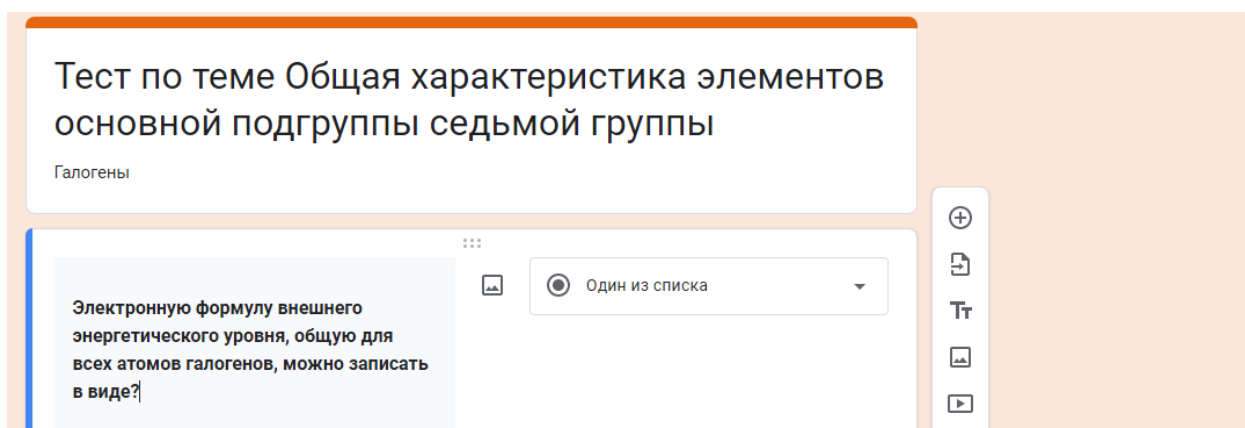 Тест по теме Общая характеристика элементов
основной подгруппы седьмой группы
Галогены
Один из списка
Электронную формулу внешнего
энергетического уровня, общую для
всех атомов галогенов, можно записать
в виде?
Тт